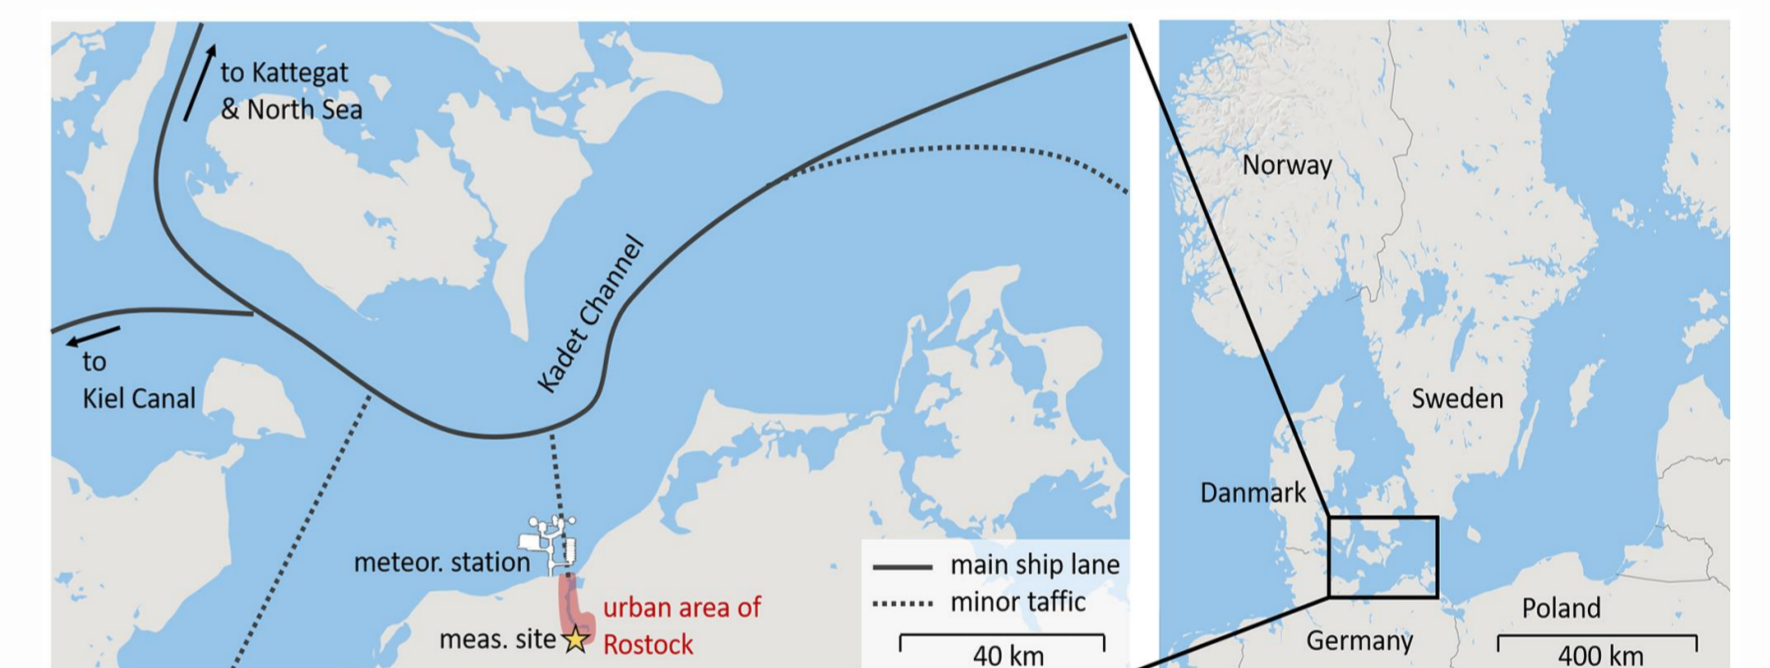 to Kattegat
& North Sea
Kadet Channel
to
Kiel Canal
meteor. station
urban area of
Rostock
meas. site
main ship lane
minor taffic
40 km
Norway
Sweden
Danmark
Poland
Germany
400 km